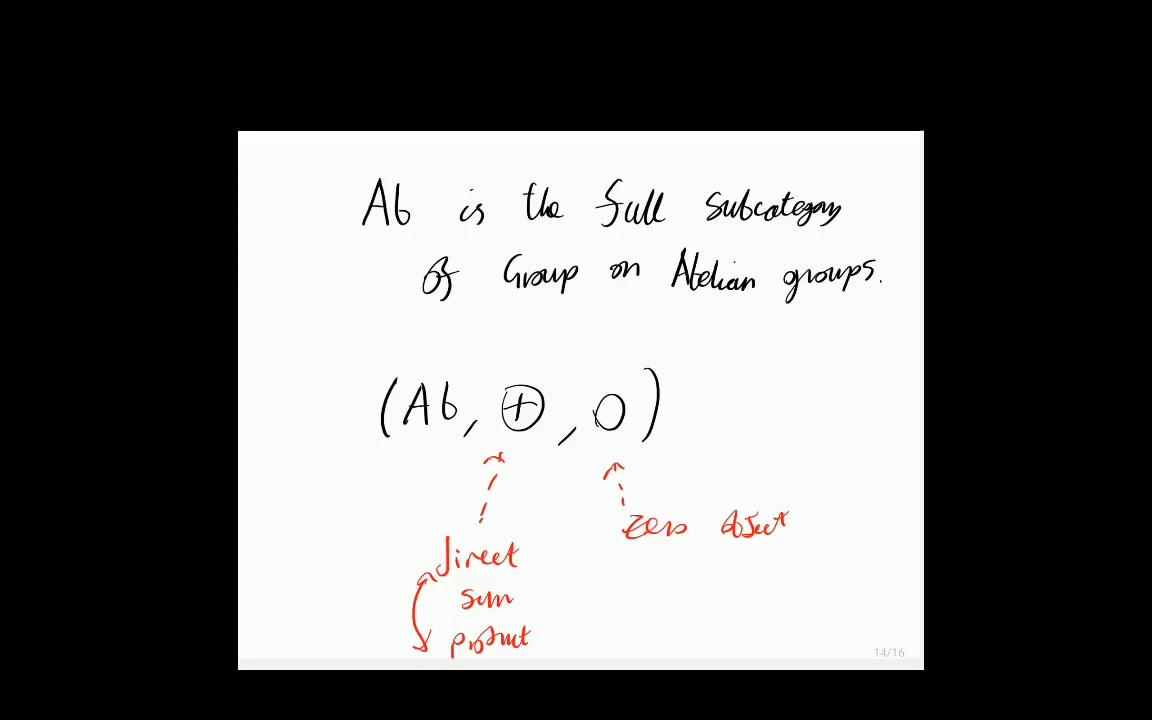 Ab is the full subcategory
of Group on Abelian groups.
(Ab, ⊕, 0)
zero object
direct
sum
product
14/16